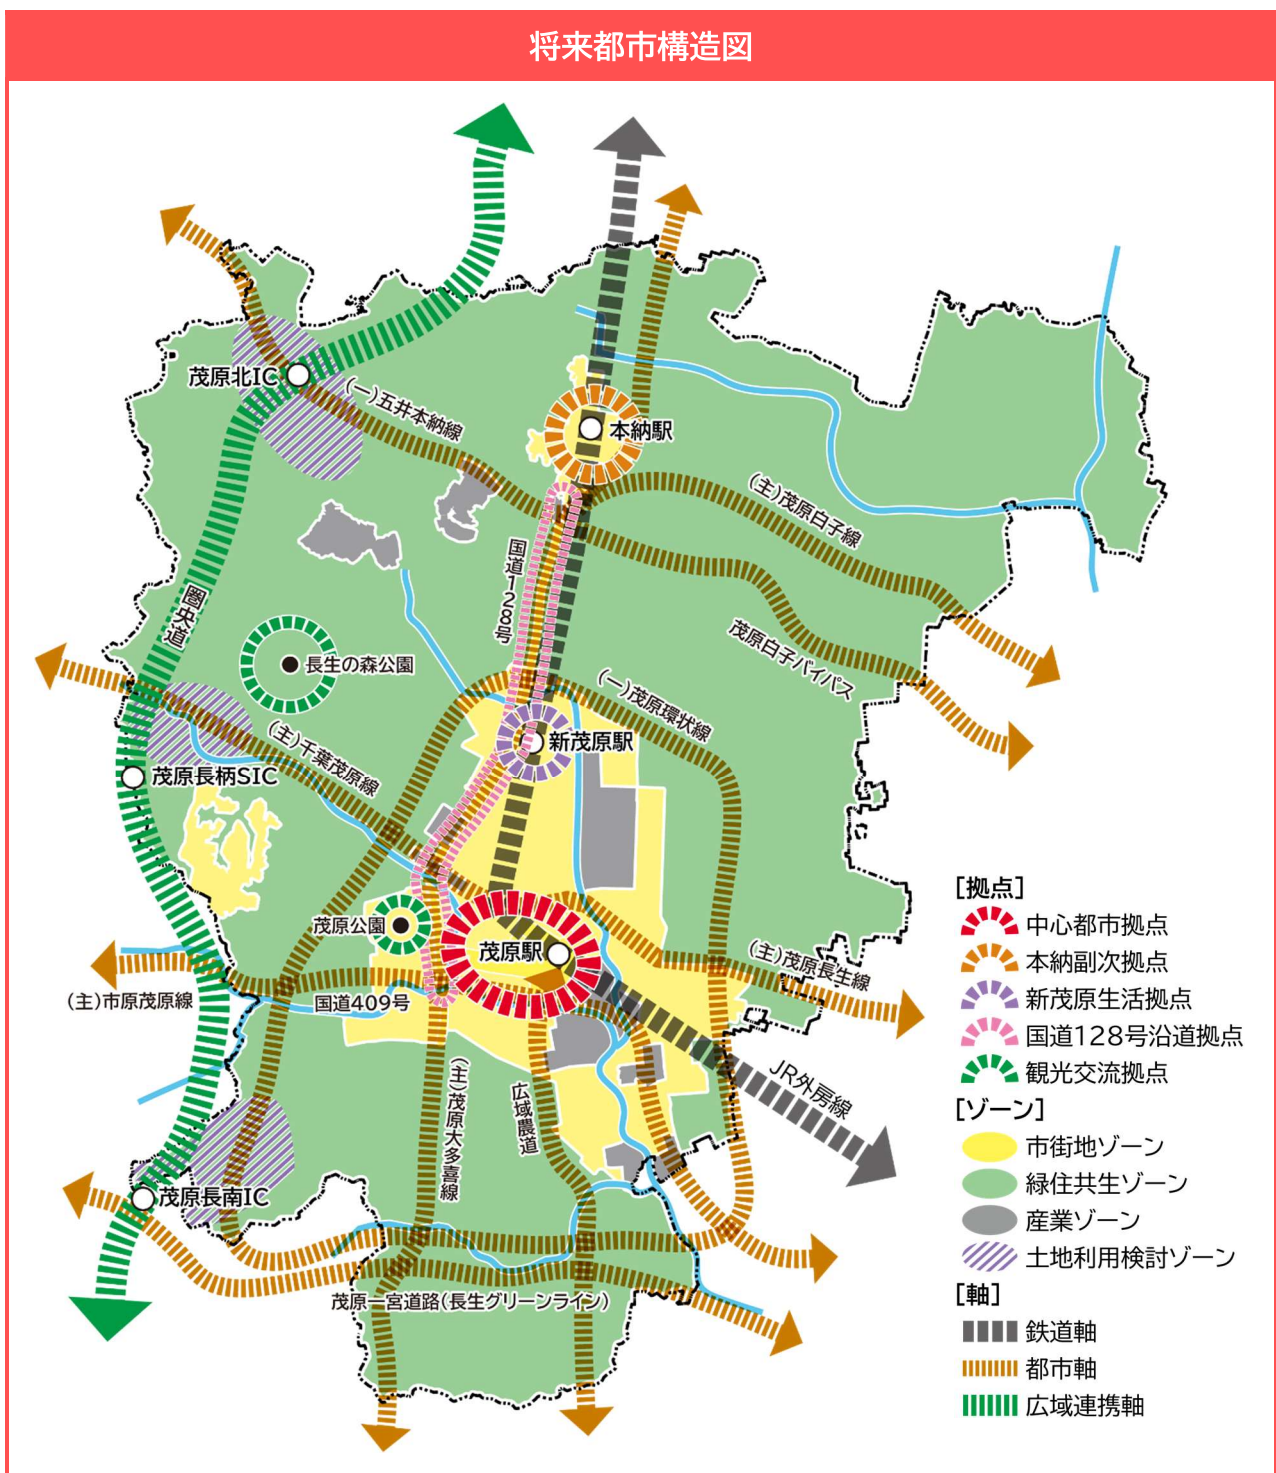 将来都市構造図
茂原北IC
(一)五井本納線
本納駅
(主)茂原白子線
国道128号
圏央道
茂原白子バイパス
長生の森公園
(一)茂原環状線
(主)千葉茂原線
新茂原駅
茂原長柄SIC
茂原公園
茂原駅
(主)茂原長生線
(主)市原茂原線
国道409号
JR外房線
(主)茂原大多喜線
広域農道
茂原長南IC
茂原一宮道路(長生グリーンライン)
[拠点]
中心都市拠点
本納副次拠点
新茂原生活拠点
国道128号沿道拠点
観光交流拠点
[ゾーン]
市街地ゾーン
緑住共生ゾーン
産業ゾーン
土地利用検討ゾーン
[軸]
鉄道軸
都市軸
広域連携軸